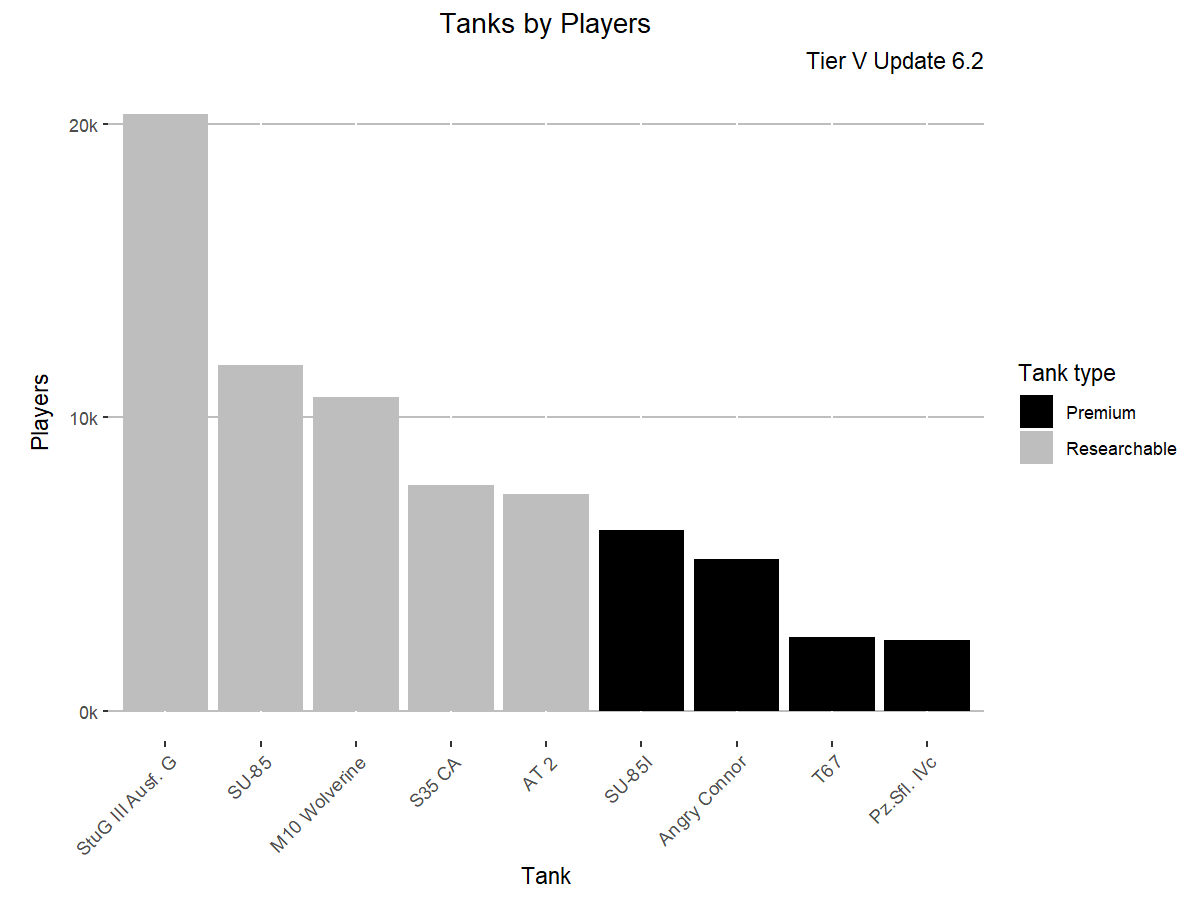 Tanks by Players
Tier V Update 6.2
Players
20k
10k
0k
StuG III Ausf. G
SU-85
M10 Wolverine
S35 CA
AT 2
SU-85I
Angry Connor
T67
Pz.Sfl. IVc
Tank
Tank type
Premium
Researchable